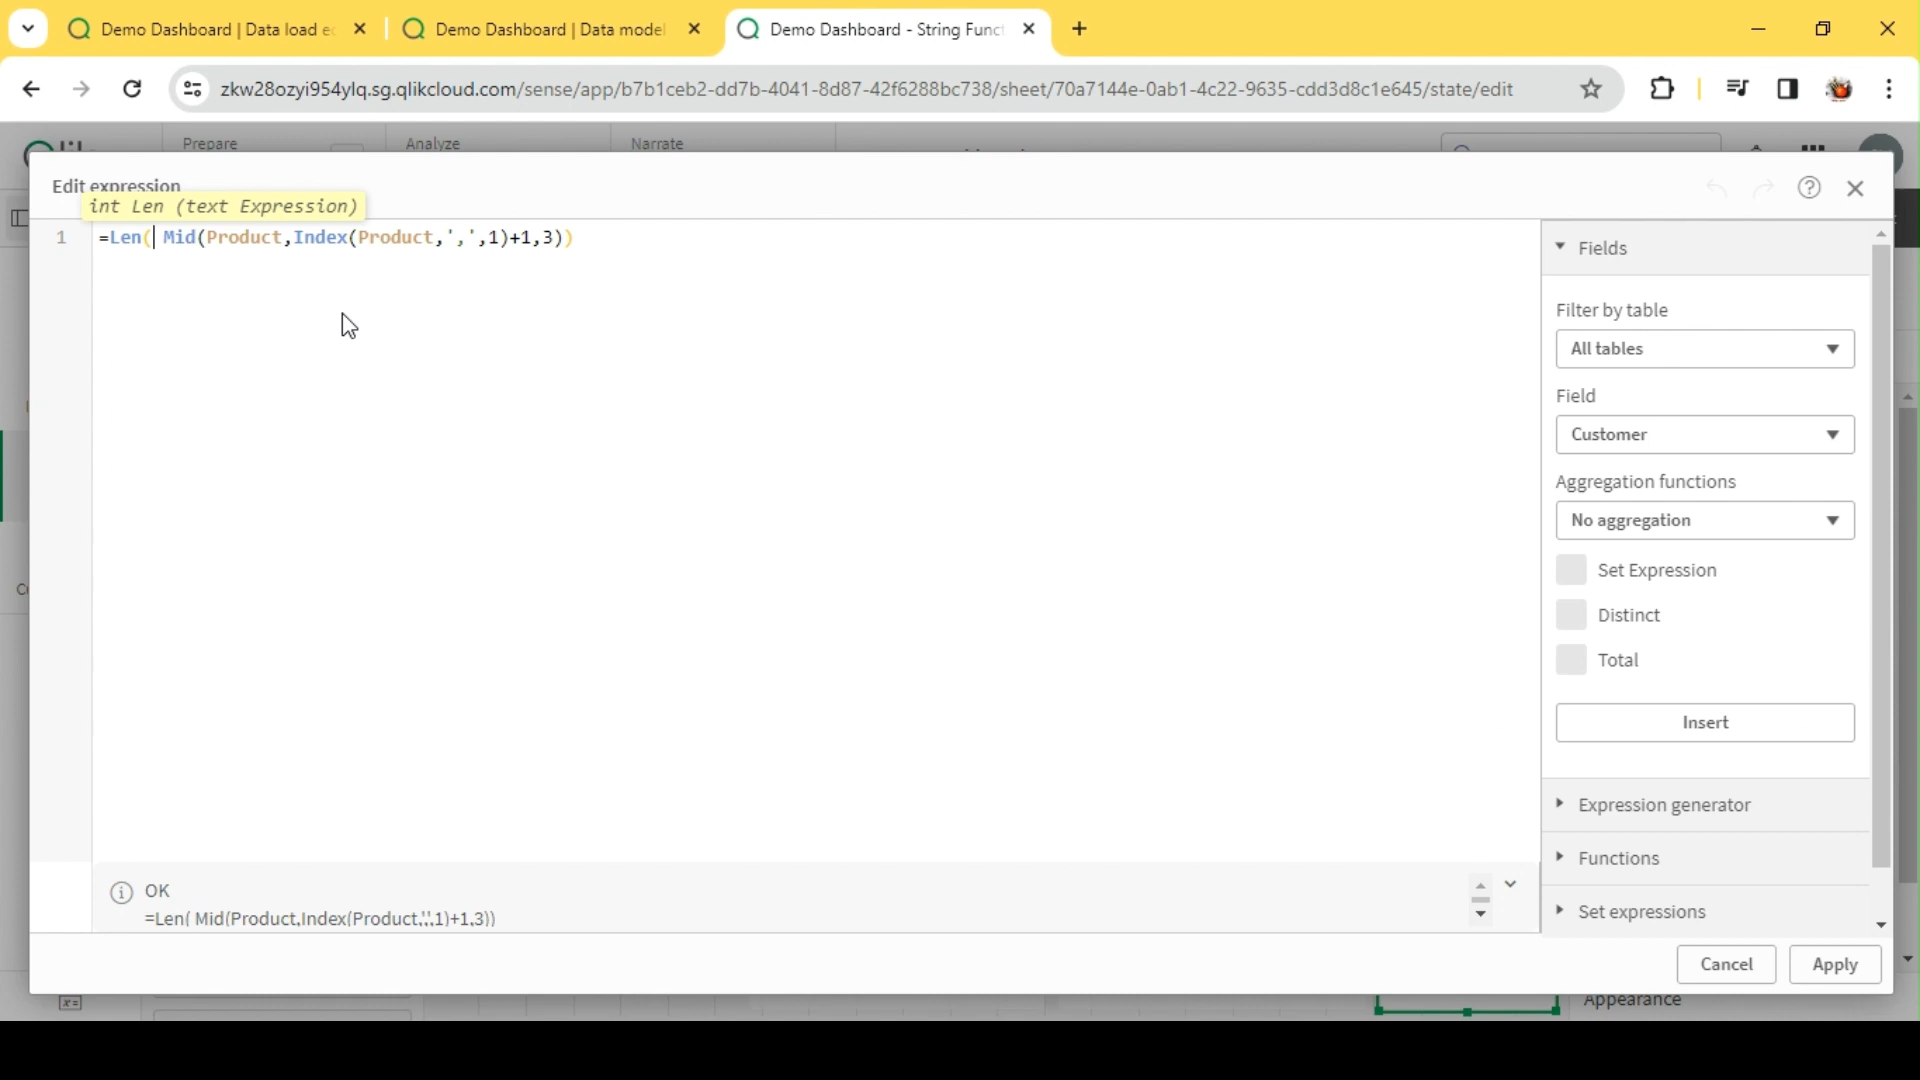 Demo Dashboard | Data load ec
Demo Dashboard | Data model
Demo Dashboard - String Funct
zkw28ozyi954ylq.sg.qlikcloud.com/sense/app/b7b1ceb2-dd7b-4041-8d87-42f6288bc738/sheet/70a7144e-0ab1-4c22-9635-cdd3d8c1e645/state/edit
Prepare
Analyze
Narrate
Edit expression
int Len (text Expression)
1 =Len( Mid(Product,Index(Product,',',1)+1,3))
Fields
Filter by table
All tables
Field
Customer
Aggregation functions
No aggregation
Set Expression
Distinct
Total
Insert
Expression generator
Functions
Set expressions
OK
=Len( Mid(Product,Index(Product,',',1)+1,3))
Cancel
Apply
Appearance